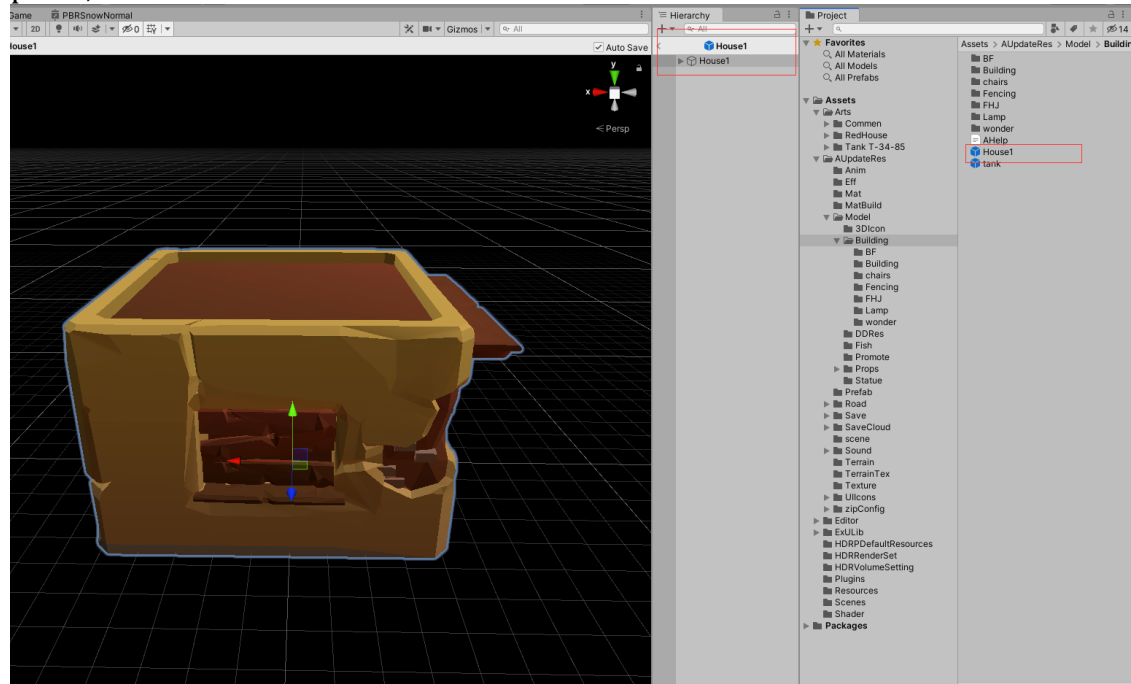 Game PBRSnowNormal
2D 0 Gizmos All
House1 Auto Save
y
x
Persp
Hierarchy
All
House1
House1
Project
14
Favorites
All Materials
All Models
All Prefabs
Assets
Arts
Commen
RedHouse
Tank T-34-85
AUpdateRes
Anim
Eff
Mat
MatBuild
Model
3DIcon
Building
BF
Building
chairs
Fencing
FHJ
Lamp
wonder
DDRes
Fish
Promote
Props
Statue
Prefab
Road
Save
SaveCloud
scene
Sound
Terrain
TerrainTex
Texture
UIIcons
zipConfig
Editor
ExULib
HDRPDefaultResources
HDRRenderSet
HDRVolumeSetting
Plugins
Resources
Scenes
Shader
Packages
Assets > AUpdateRes > Model > Buildin
BF
Building
chairs
Fencing
FHJ
Lamp
wonder
AHelp
House1
tank